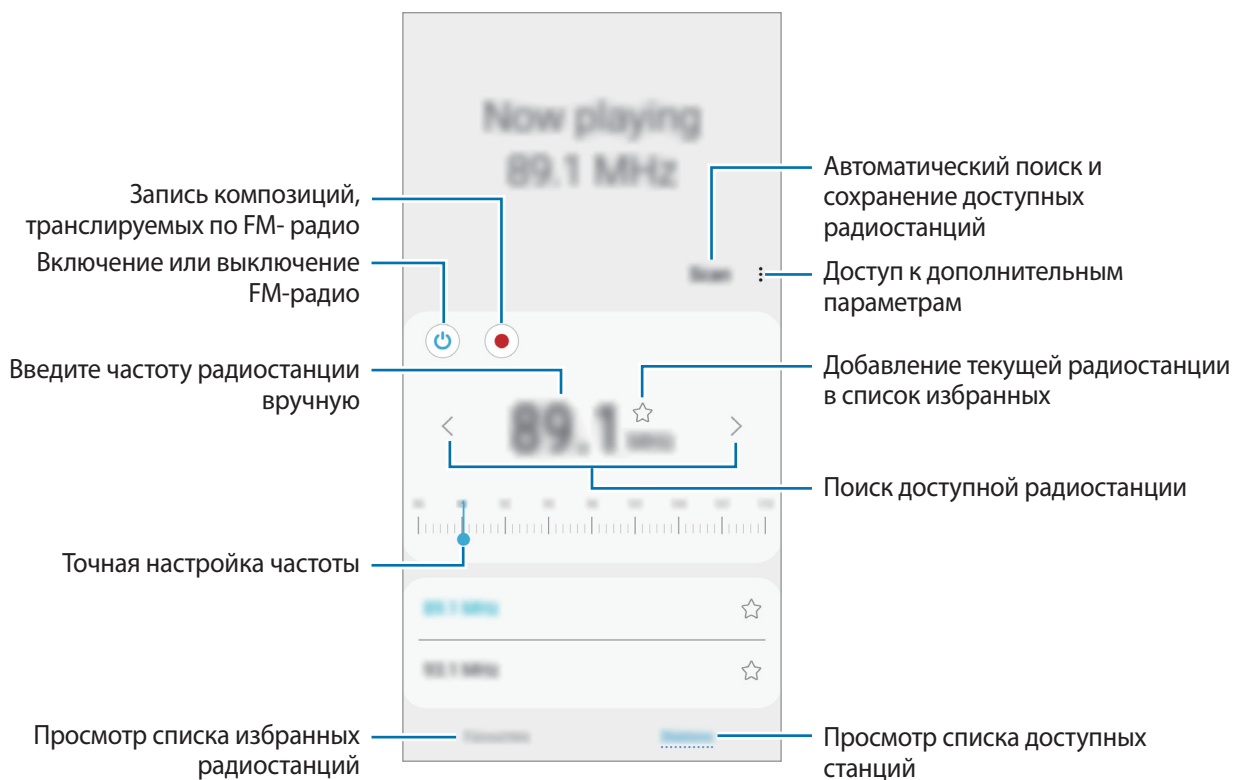 Now playing
89.1 MHz
Запись композиций,
транслируемых по FM- радио
Включение или выключение
FM-радио
Введите частоту радиостанции
вручную
Точная настройка частоты
Просмотр списка избранных
радиостанций
Автоматический поиск и
сохранение доступных
радиостанций
Scan
Доступ к дополнительным
параметрам
Добавление текущей радиостанции
в список избранных
89.1 MHz
Поиск доступной радиостанции
89.1 MHz
93.1 MHz
Favourites
Stations
Просмотр списка доступных
станций